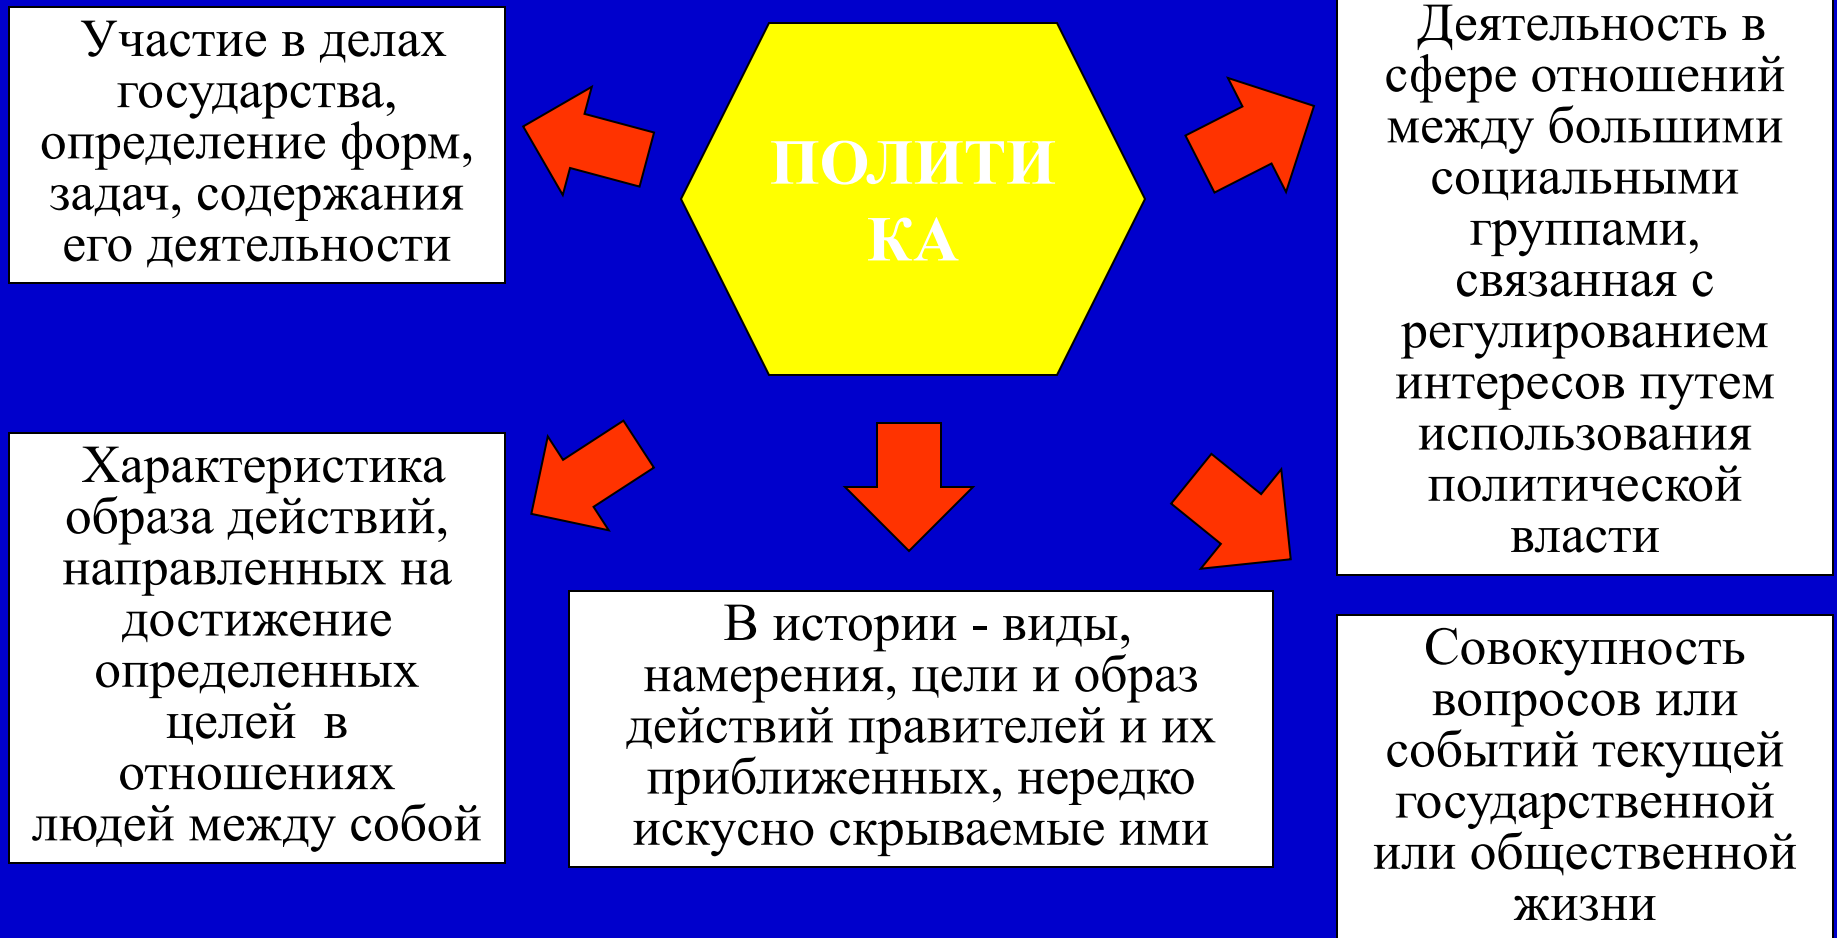 Участие в делах
государства,
определение форм,
задач, содержания
его деятельности
ПОЛИТИ
КА
Деятельность в
сфере отношений
между большими
социальными
группами,
связанная с
регулированием
интересов путем
использования
политической
власти
Характеристика
образа действий,
направленных на
достижение
определенных
целей в
отношениях
людей между собой
В истории - виды,
намерения, цели и образ
действий правителей и их
приближенных, нередко
искусно скрываемые ими
Совокупность
вопросов или
событий текущей
государственной
или общественной
жизни